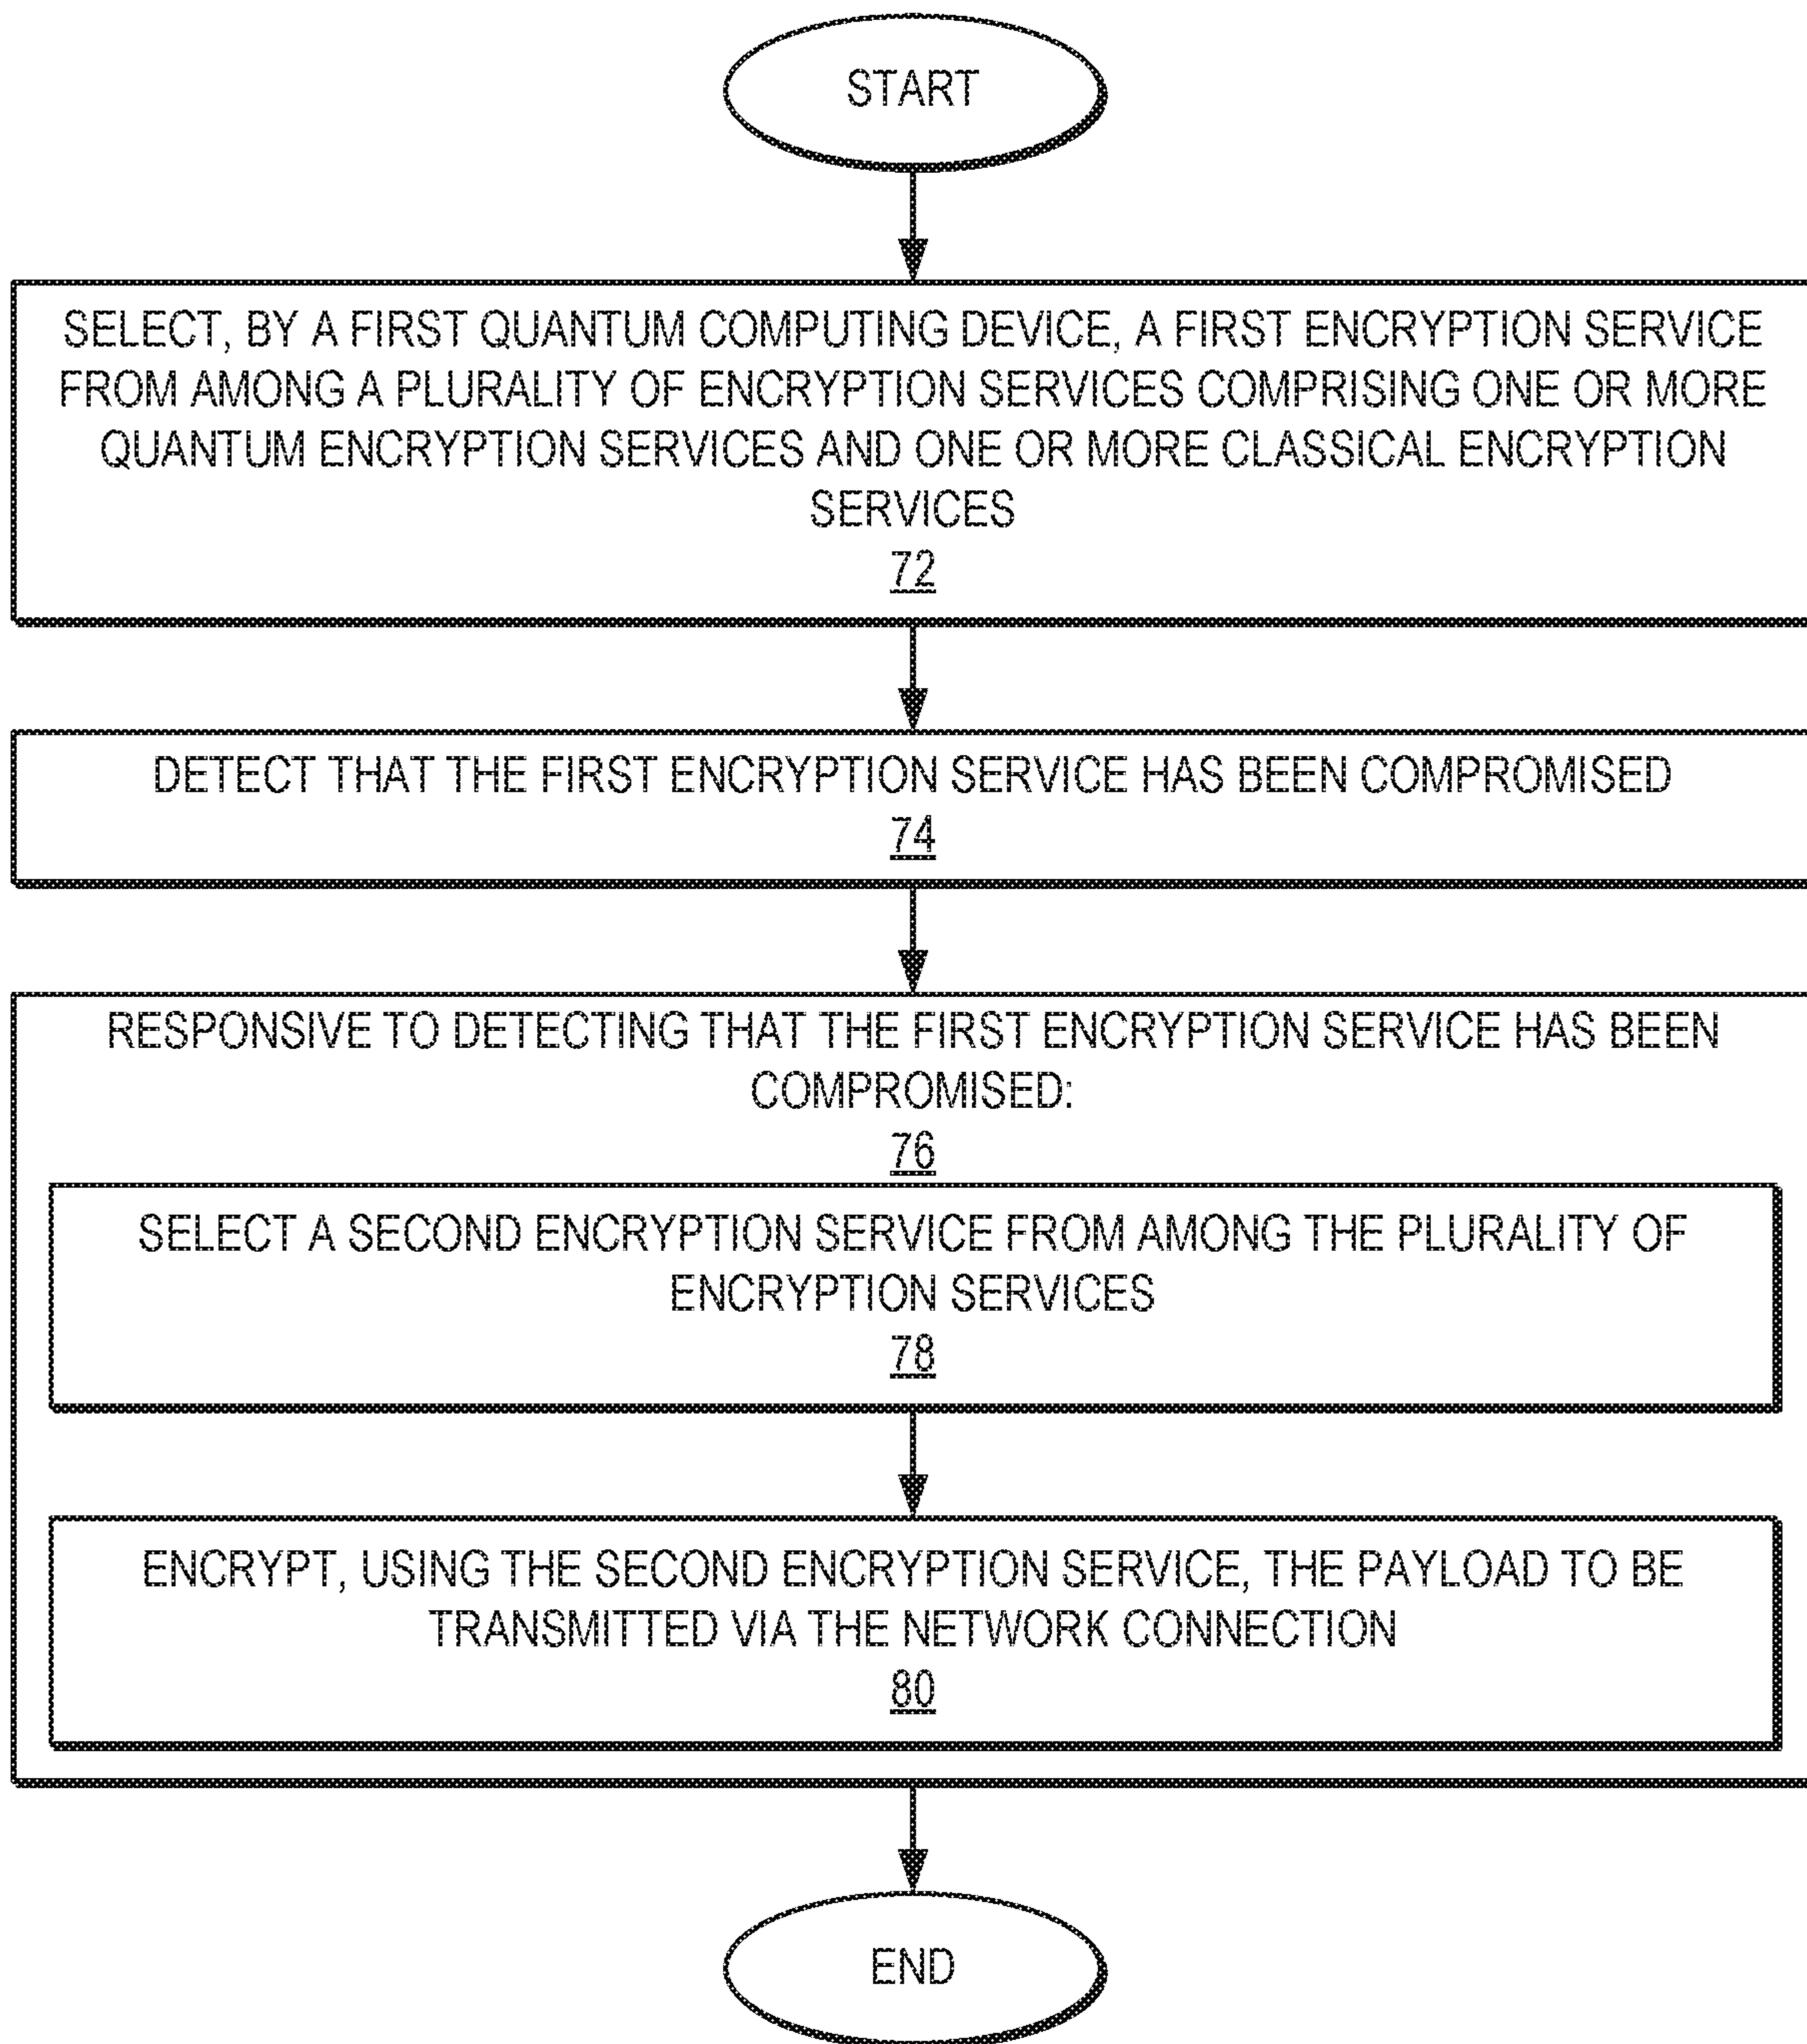 START
SELECT, BY A FIRST QUANTUM COMPUTING DEVICE, A FIRST ENCRYPTION SERVICE
FROM AMONG A PLURALITY OF ENCRYPTION SERVICES COMPRISING ONE OR MORE
QUANTUM ENCRYPTION SERVICES AND ONE OR MORE CLASSICAL ENCRYPTION
SERVICES
72
DETECT THAT THE FIRST ENCRYPTION SERVICE HAS BEEN COMPROMISED
74
RESPONSIVE TO DETECTING THAT THE FIRST ENCRYPTION SERVICE HAS BEEN
COMPROMISED:
76
SELECT A SECOND ENCRYPTION SERVICE FROM AMONG THE PLURALITY OF
ENCRYPTION SERVICES
78
ENCRYPT, USING THE SECOND ENCRYPTION SERVICE, THE PAYLOAD TO BE
TRANSMITTED VIA THE NETWORK CONNECTION
80
END